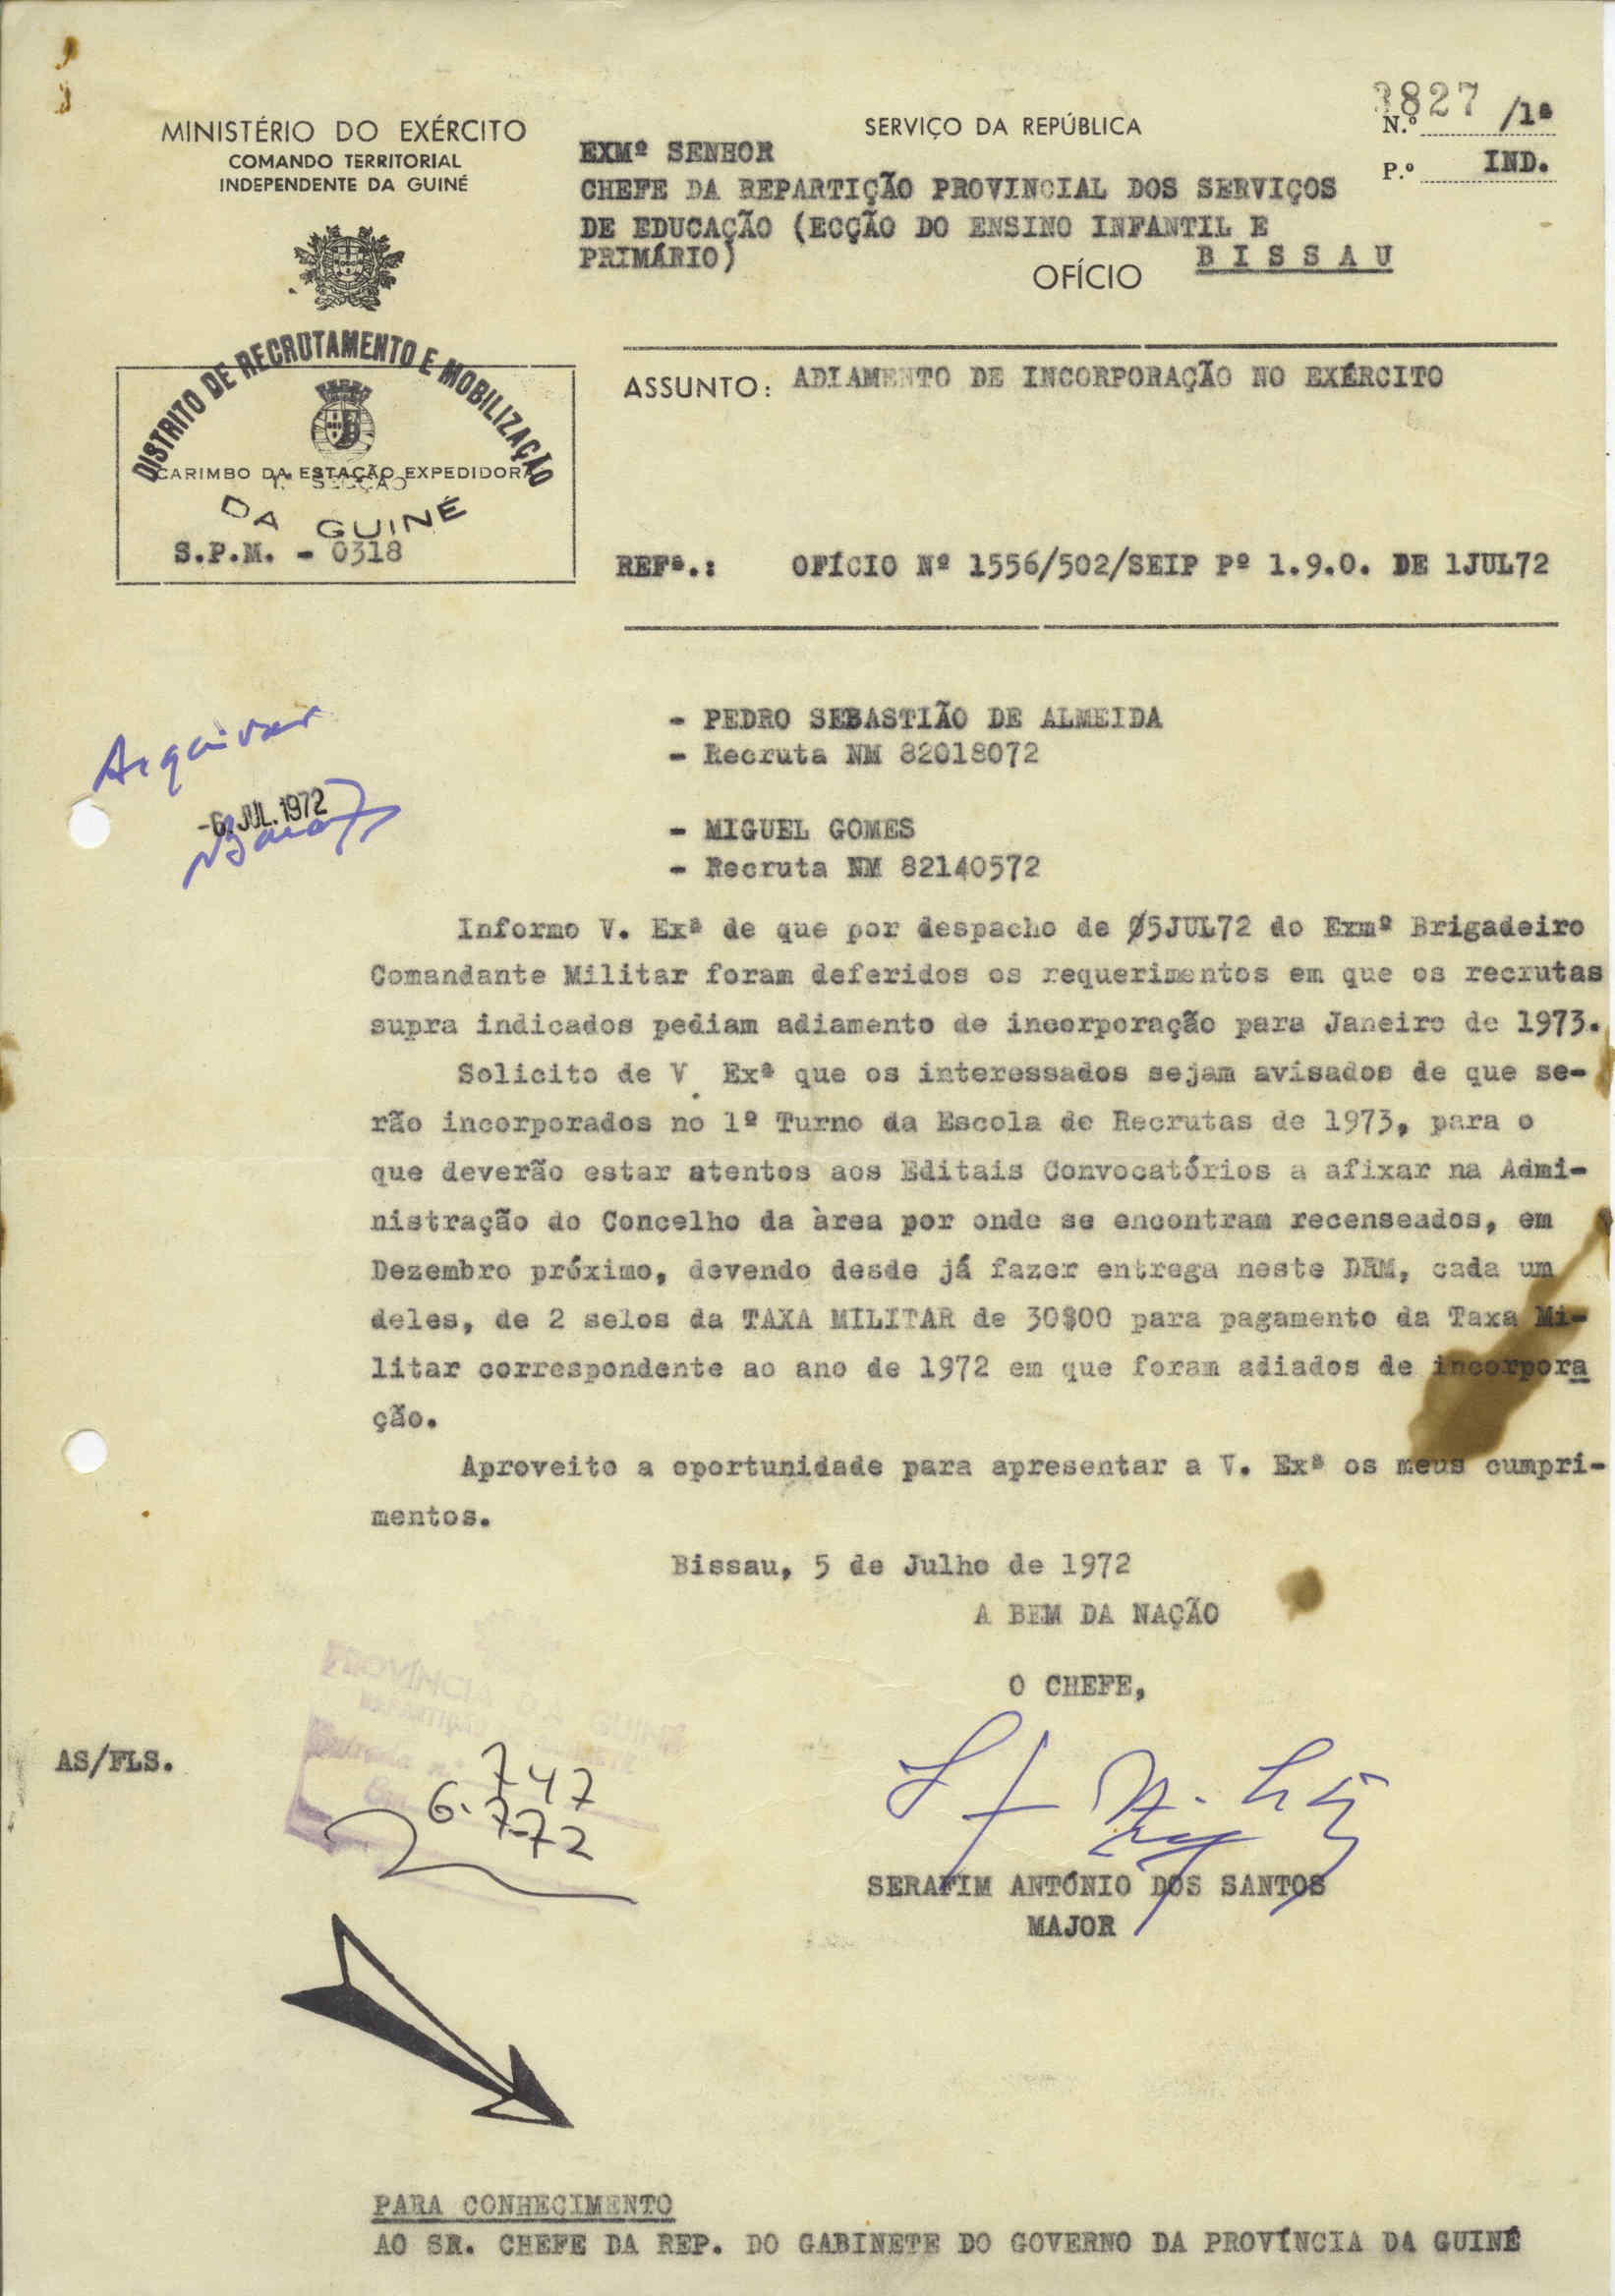 MINISTÉRIO DO EXÉRCITO
COMANDO TERRITORIAL
INDEPENDENTE DA GUINÉ
SERVIÇO DA REPÚBLICA
3827 /1ª
N.º
P.º IND.
EXMº SENHOR
CHEFE DA REPARTIÇÃO PROVINCIAL DOS SERVIÇOS
DE EDUCAÇÃO (ECÇÃO DO ENSINO INFANTIL E
PRIMÁRIO)
B I S S A U
OFÍCIO
DISTRITO DE RECRUTAMENTO E MOBILIZAÇÃO
CARIMBO DA ESTAÇÃO EXPEDIDORA
1ª SECÇÃO
DA GUINÉ
S.P.M. - 0318
ASSUNTO: ADIAMENTO DE INCORPORAÇÃO NO EXÉRCITO
REFª.: OFÍCIO Nº 1556/502/SEIP Pº 1.9.0. DE 1JUL72
Arquivar
-6. JUL. 1972
- PEDRO SEBASTIÃO DE ALMEIDA
- Recruta NM 82018072
- MIGUEL GOMES
- Recruta NM 82140572
Informo V. Exª de que por despacho de Ø5JUL72 do Exmº Brigadeiro
Comandante Militar foram deferidos os requerimentos em que os recrutas
supra indicados pediam adiamento de incorporação para Janeiro de 1973.
Solicito de V. Exª que os interessados sejam avisados de que se-
rão incorporados no 1º Turno da Escola de Recrutas de 1973, para o
que deverão estar atentos aos Editais Convocatórios a afixar na Admi-
nistração do Concelho da àrea por onde se encontram recenseados, em
Dezembro próximo, devendo desde já fazer entrega neste DRM, cada um
deles, de 2 selos da TAXA MILITAR de 30$00 para pagamento da Taxa Mi-
litar correspondente ao ano de 1972 em que foram adiados de incorpora
ção.
Aproveito a oportunidade para apresentar a V. Exª os meus cumpri-
mentos.
Bissau, 5 de Julho de 1972
A BEM DA NAÇÃO
O CHEFE,
PROVÍNCIA DA GUINÉ
Entrada n.º 747
Em 6-7-72
AS/FLS.
SERAFIM ANTÓNIO DOS SANTOS
MAJOR
PARA CONHECIMENTO
AO SR. CHEFE DA REP. DO GABINETE DO GOVERNO DA PROVÍNCIA DA GUINÉ